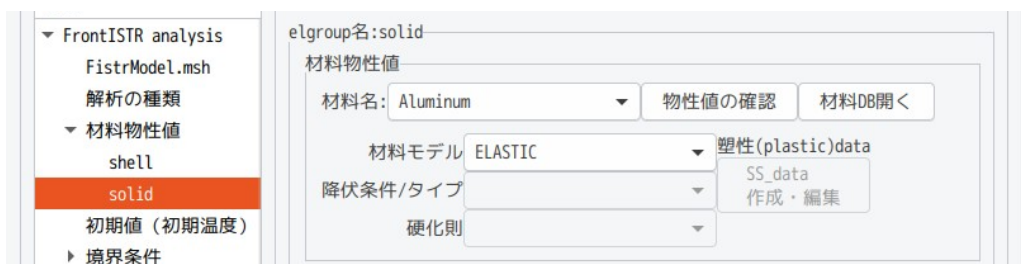 FrontISTR analysis
FistrModel.msh
解析の種類
材料物性値
shell
solid
初期値（初期温度）
境界条件
elgroup名:solid
材料物性値
材料名: Aluminum 物性値の確認 材料DB開く
材料モデル ELASTIC 塑性(plastic)data
降伏条件/タイプ SS_data
作成・編集
硬化則